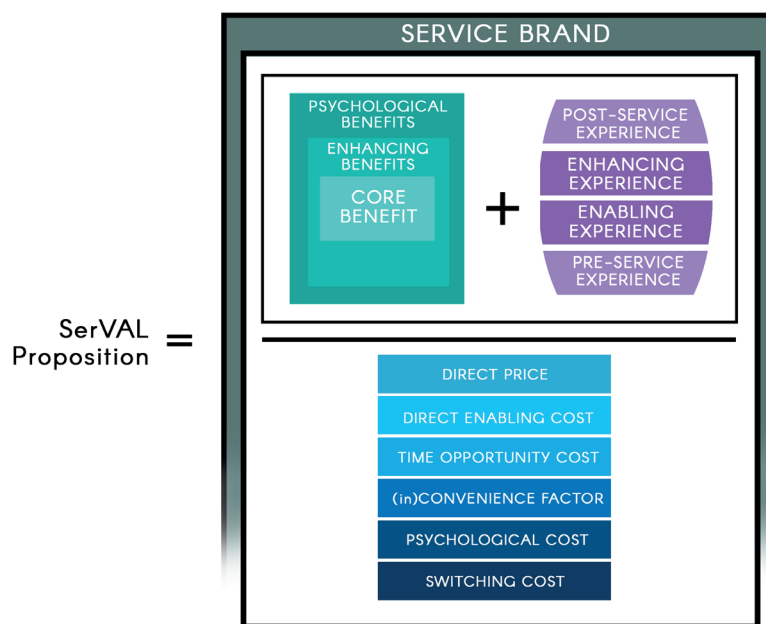 SERVICE BRAND
PSYCHOLOGICAL
BENEFITS
ENHANCING
BENEFITS
CORE
BENEFIT
+
POST-SERVICE
EXPERIENCE
ENHANCING
EXPERIENCE
ENABLING
EXPERIENCE
PRE-SERVICE
EXPERIENCE
SerVAL
Proposition =
DIRECT PRICE
DIRECT ENABLING COST
TIME OPPORTUNITY COST
(in)CONVENIENCE FACTOR
PSYCHOLOGICAL COST
SWITCHING COST